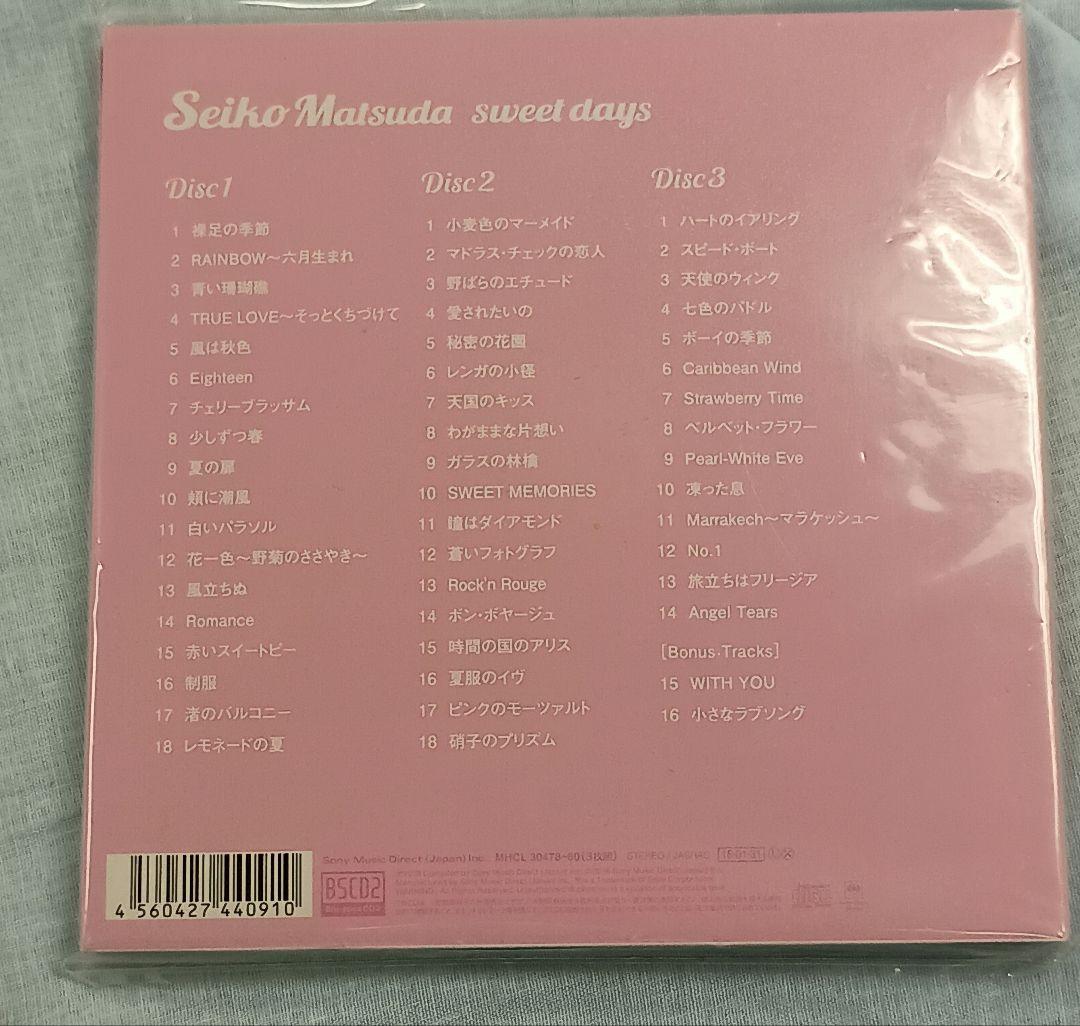 Seiko Matsuda sweet days
Disc1
1 裸足の季節
2 RAINBOW～六月生まれ
3 青い珊瑚礁
4 TRUE LOVE～そっとくちづけて
5 風は秋色
6 Eighteen
7 チェリーブラッサム
8 少しずつ春
9 夏の扉
10 頬に潮風
11 白いパラソル
12 花一色～野菊のささやき～
13 風立ちぬ
14 Romance
15 赤いスイートピー
16 制服
17 渚のバルコニー
18 レモネードの夏
Disc2
1 小麦色のマーメイド
2 マドラス・チェックの恋人
3 野ばらのエチュード
4 愛されたいの
5 秘密の花園
6 レンガの小径
7 天国のキッス
8 わがままな片想い
9 ガラスの林檎
10 SWEET MEMORIES
11 瞳はダイアモンド
12 蒼いフォトグラフ
13 Rock'n Rouge
14 ボン・ボヤージュ
15 時間の国のアリス
16 夏服のイヴ
17 ピンクのモーツァルト
18 硝子のプリズム
Disc3
1 ハートのイアリング
2 スピード・ボート
3 天使のウィンク
4 七色のパドル
5 ボーイの季節
6 Caribbean Wind
7 Strawberry Time
8 ベルベット・フラワー
9 Pearl-White Eve
10 凍った息
11 Marrakech～マラケッシュ～
12 No.1
13 旅立ちはフリージア
14 Angel Tears
[Bonus Tracks]
15 WITH YOU
16 小さなラブソング
4 560427 440910
Sony Music Direct (Japan) Inc. MHCL 30478~80(3枚組) STEREO / JASRAC
BSCD2